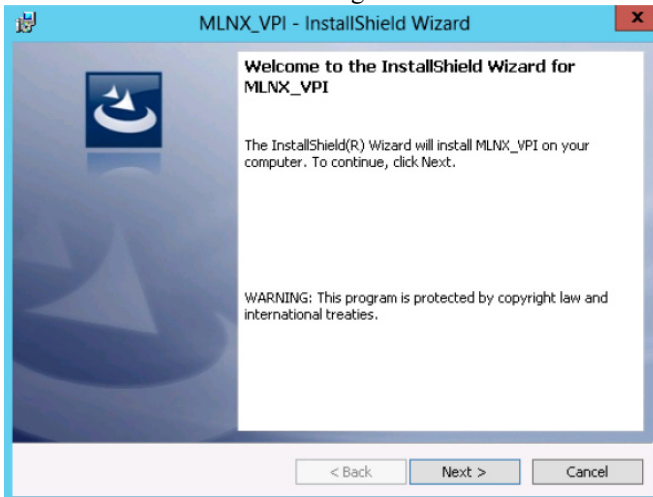 MLNX_VPI - InstallShield Wizard
x
Welcome to the InstallShield Wizard for
MLNX_VPI
The InstallShield(R) Wizard will install MLNX_VPI on your
computer. To continue, click Next.
WARNING: This program is protected by copyright law and
international treaties.
< Back Next > Cancel